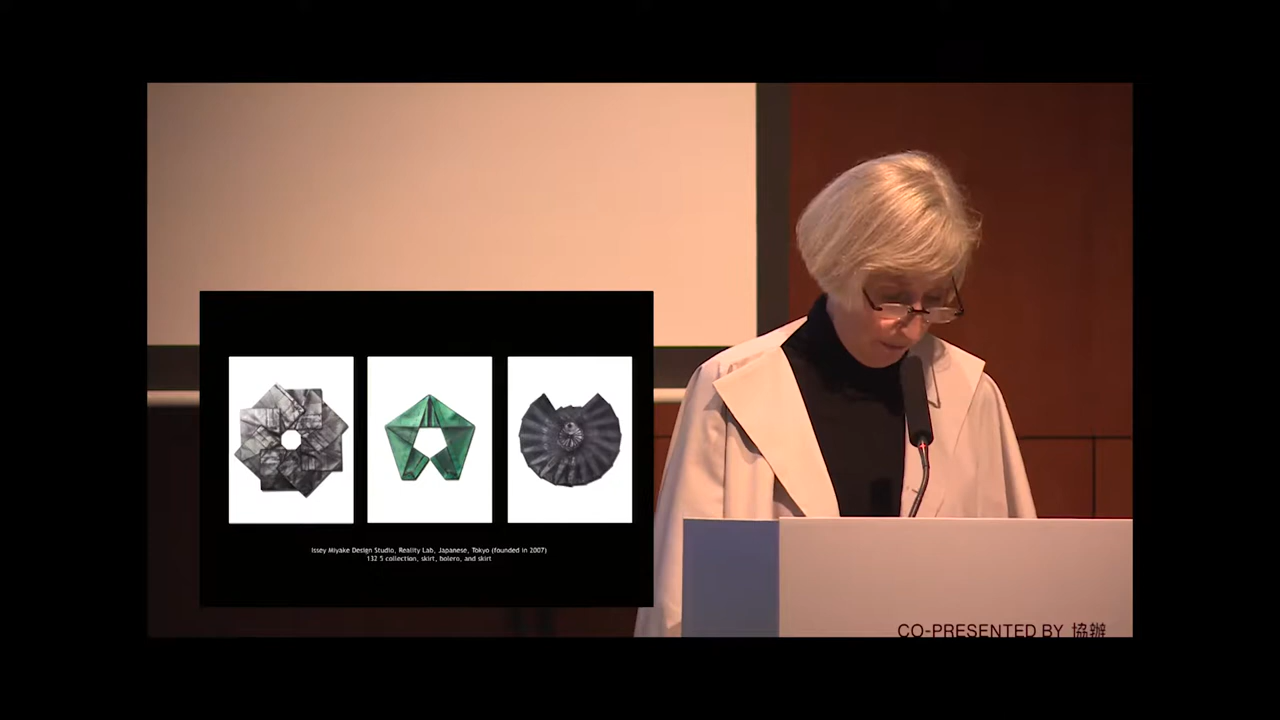 Issey Miyake Design Studio, Reality Lab, Japanese, Tokyo (founded in 2007)
132 5 collection, skirt, bolero, and skirt
CO-PRESENTED BY 協辦